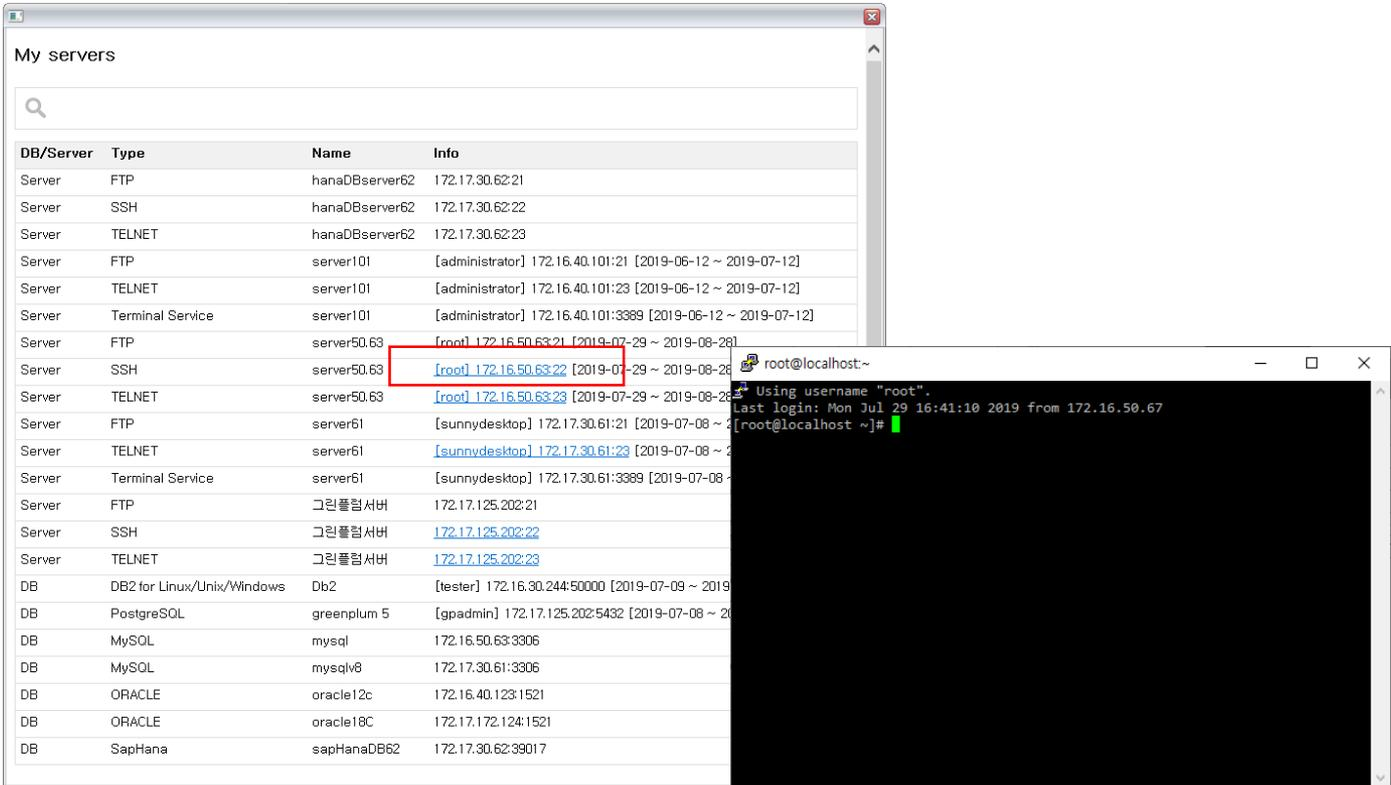 My servers
DB/Server Type Name Info
Server FTP hanaDBserver62 172.17.30.62:21
Server SSH hanaDBserver62 172.17.30.62:22
Server TELNET hanaDBserver62 172.17.30.62:23
Server FTP server101 [administrator] 172.16.40.101:21 [2019-06-12 ~ 2019-07-12]
Server TELNET server101 [administrator] 172.16.40.101:23 [2019-06-12 ~ 2019-07-12]
Server Terminal Service server101 [administrator] 172.16.40.101:3389 [2019-06-12 ~ 2019-07-12]
Server FTP server50.63 [root] 172.16.50.63:21 [2019-07-29 ~ 2019-08-28]
Server SSH server50.63 [root] 172.16.50.63:22 [2019-07-29 ~ 2019-08-28
Server TELNET server50.63 [root] 172.16.50.63:23 [2019-07-29 ~ 2019-08-28
Server FTP server61 [sunnydesktop] 172.17.30.61:21 [2019-07-08 ~
Server TELNET server61 [sunnydesktop] 172.17.30.61:23 [2019-07-08 ~
Server Terminal Service server61 [sunnydesktop] 172.17.30.61:3389 [2019-07-08 ~
Server FTP 그린플럼서버 172.17.125.202:21
Server SSH 그린플럼서버 172.17.125.202:22
Server TELNET 그린플럼서버 172.17.125.202:23
DB DB2 for Linux/Unix/Windows Db2 [tester] 172.16.30.244:50000 [2019-07-09 ~ 2019
DB PostgreSQL greenplum 5 [gpadmin] 172.17.125.202:5432 [2019-07-08 ~ 20
DB MySQL mysql 172.16.50.63:3306
DB MySQL mysqlv8 172.17.30.61:3306
DB ORACLE oracle12c 172.16.40.123:1521
DB ORACLE oracle18C 172.17.172.124:1521
DB SapHana sapHanaDB62 172.17.30.62:39017
root@localhost:~
Using username "root".
Last login: Mon Jul 29 16:41:10 2019 from 172.16.50.67
[root@localhost ~]#